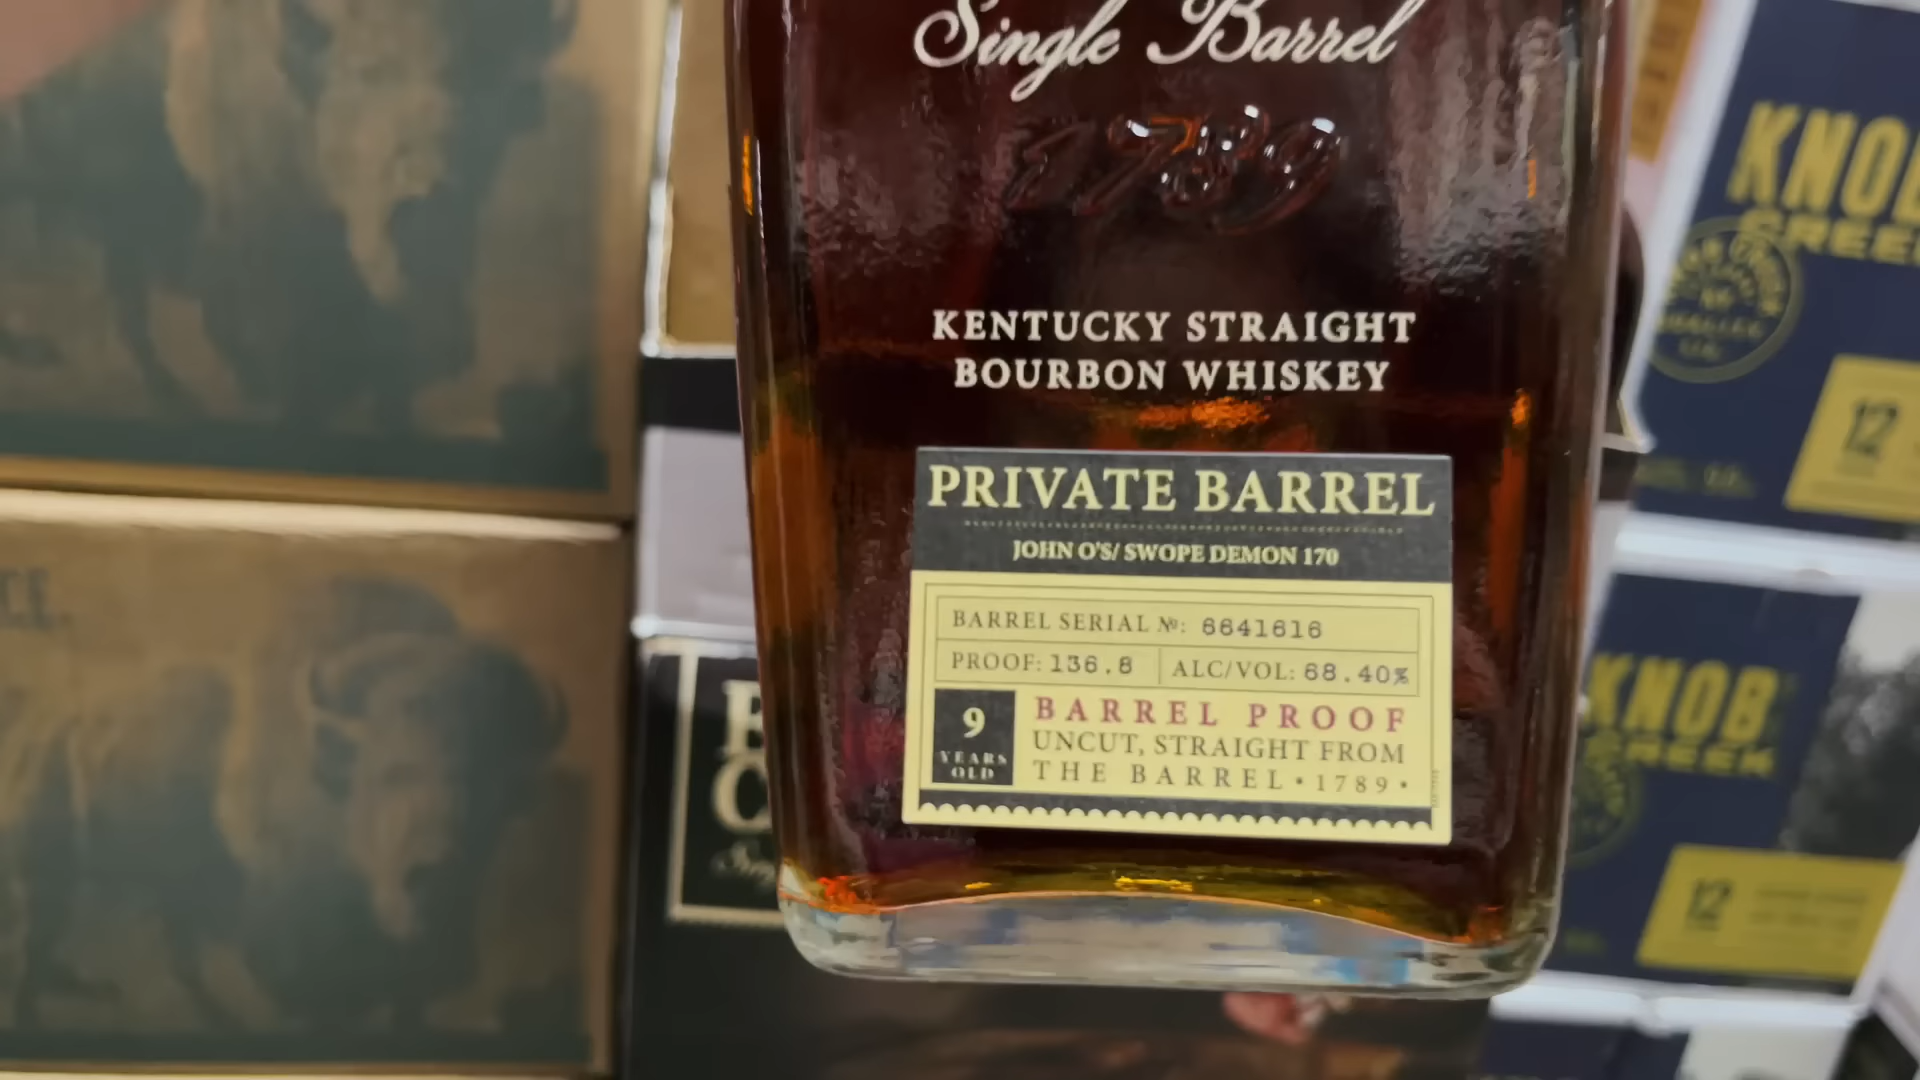 Single Barrel
1789
KENTUCKY STRAIGHT
BOURBON WHISKEY
PRIVATE BARREL
JOHN O'S/ SWOPE DEMON 170
BARREL SERIAL №: 6641616
PROOF: 136.8 ALC/VOL: 68.40%
9
YEARS
OLD
BARREL PROOF
UNCUT, STRAIGHT FROM
THE BARREL • 1789 •
KNOB
CREEK
12
KNOB
CREEK
12